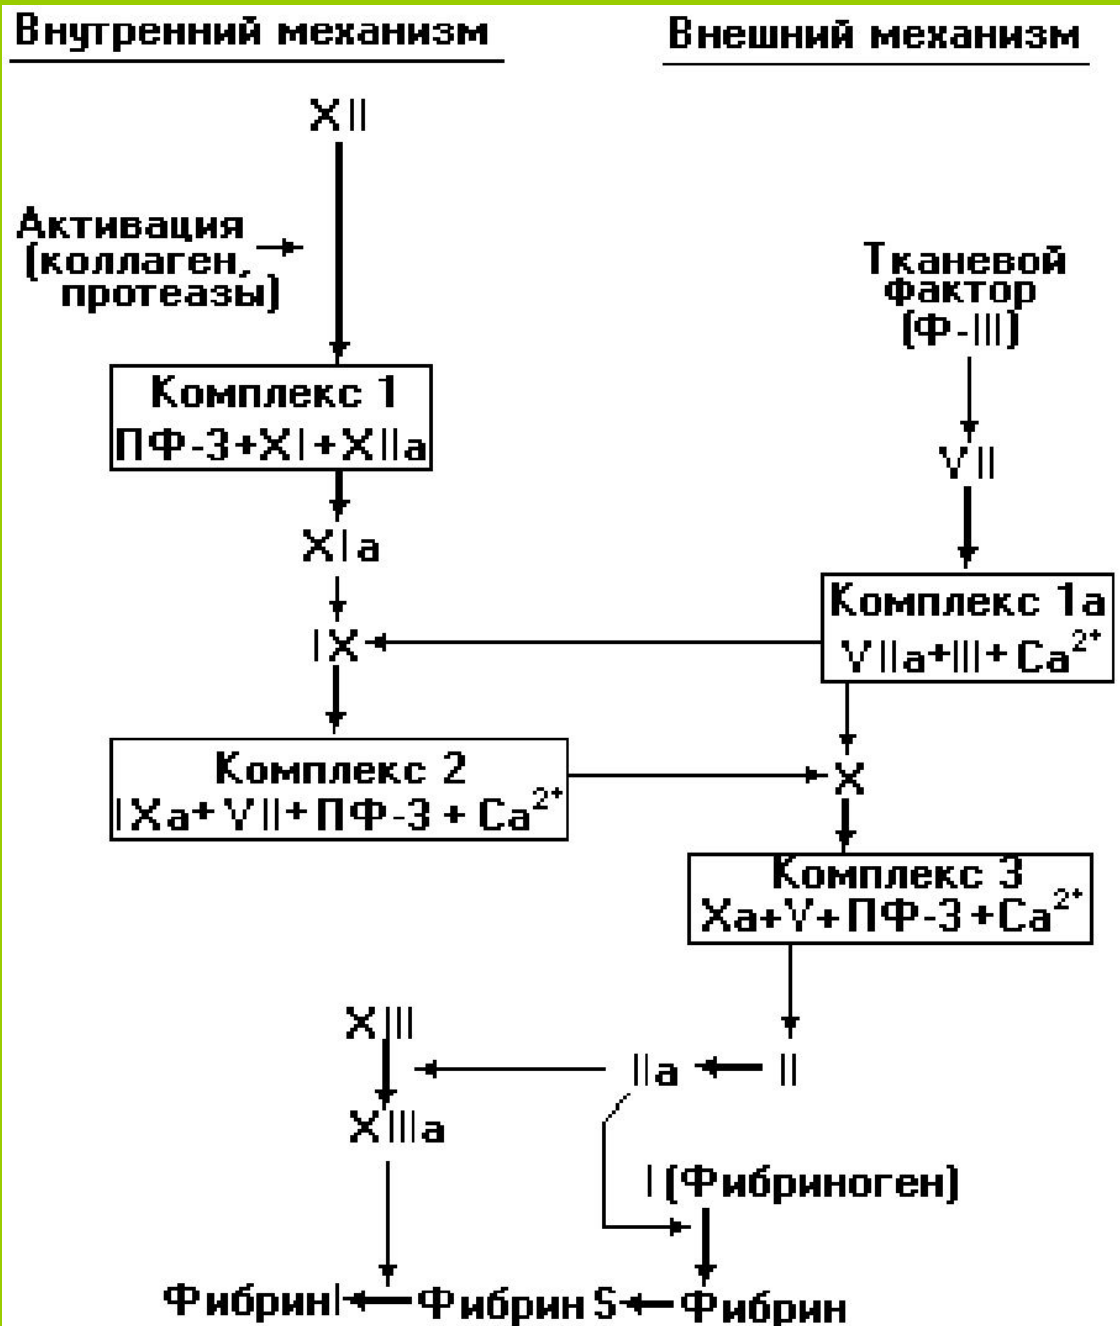 Внутренний механизм
Внешний механизм
XII
Активация
(коллаген,
протеазы)
Тканевой
фактор
(Ф-III)
Комплекс 1
ПФ-3+XI+XIIa
VII
XIa
Комплекс 1а
VIIa+III+Ca²⁺
IX
Комплекс 2
IXa+VII+ПФ-3+Ca²⁺
X
Комплекс 3
Xa+V+ПФ-3+Ca²⁺
XIII
IIa
II
XIIIa
I (Фибриноген)
ФибринI
Фибрин S
Фибрин